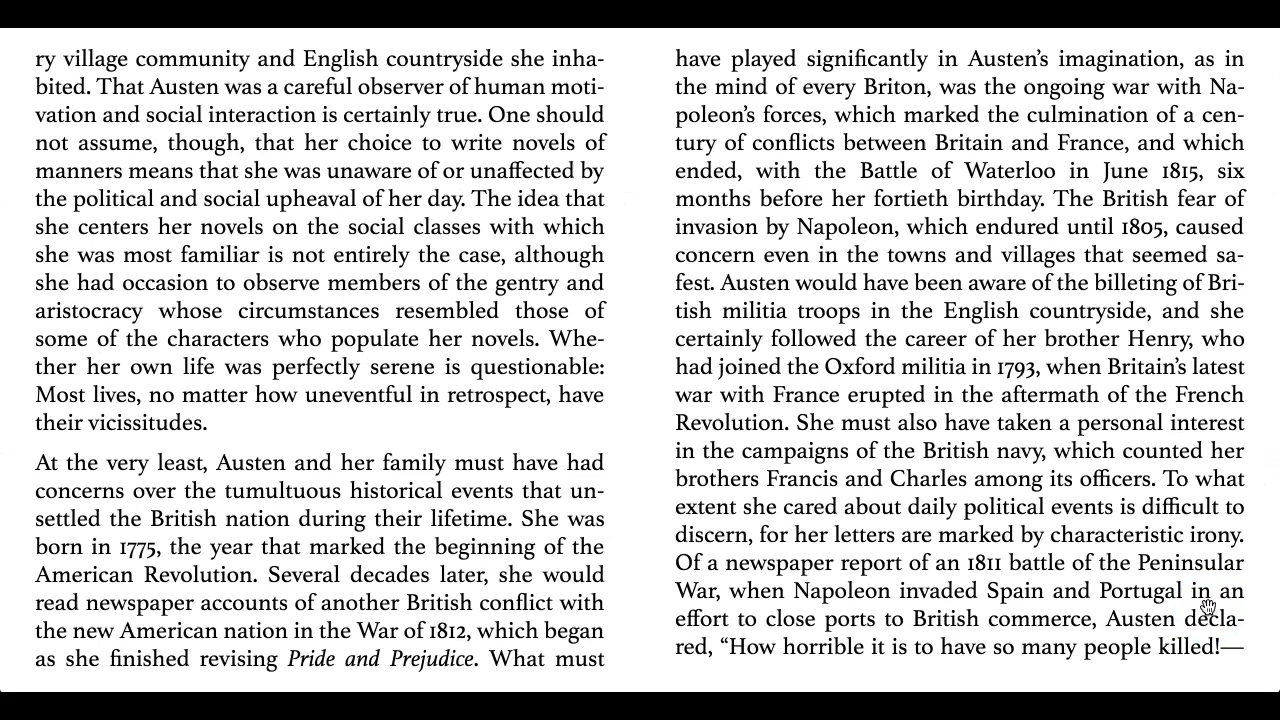 ry village community and English countryside she inha-
bited. That Austen was a careful observer of human moti-
vation and social interaction is certainly true. One should
not assume, though, that her choice to write novels of
manners means that she was unaware of or unaffected by
the political and social upheaval of her day. The idea that
she centers her novels on the social classes with which
she was most familiar is not entirely the case, although
she had occasion to observe members of the gentry and
aristocracy whose circumstances resembled those of
some of the characters who populate her novels. Whe-
ther her own life was perfectly serene is questionable:
Most lives, no matter how uneventful in retrospect, have
their vicissitudes.
At the very least, Austen and her family must have had
concerns over the tumultuous historical events that un-
settled the British nation during their lifetime. She was
born in 1775, the year that marked the beginning of the
American Revolution. Several decades later, she would
read newspaper accounts of another British conflict with
the new American nation in the War of 1812, which began
as she finished revising Pride and Prejudice. What must
have played significantly in Austen’s imagination, as in
the mind of every Briton, was the ongoing war with Na-
poleon’s forces, which marked the culmination of a cen-
tury of conflicts between Britain and France, and which
ended, with the Battle of Waterloo in June 1815, six
months before her fortieth birthday. The British fear of
invasion by Napoleon, which endured until 1805, caused
concern even in the towns and villages that seemed sa-
fest. Austen would have been aware of the billeting of Bri-
tish militia troops in the English countryside, and she
certainly followed the career of her brother Henry, who
had joined the Oxford militia in 1793, when Britain’s latest
war with France erupted in the aftermath of the French
Revolution. She must also have taken a personal interest
in the campaigns of the British navy, which counted her
brothers Francis and Charles among its officers. To what
extent she cared about daily political events is difficult to
discern, for her letters are marked by characteristic irony.
Of a newspaper report of an 1811 battle of the Peninsular
War, when Napoleon invaded Spain and Portugal in an
effort to close ports to British commerce, Austen decla-
red, “How horrible it is to have so many people killed!—